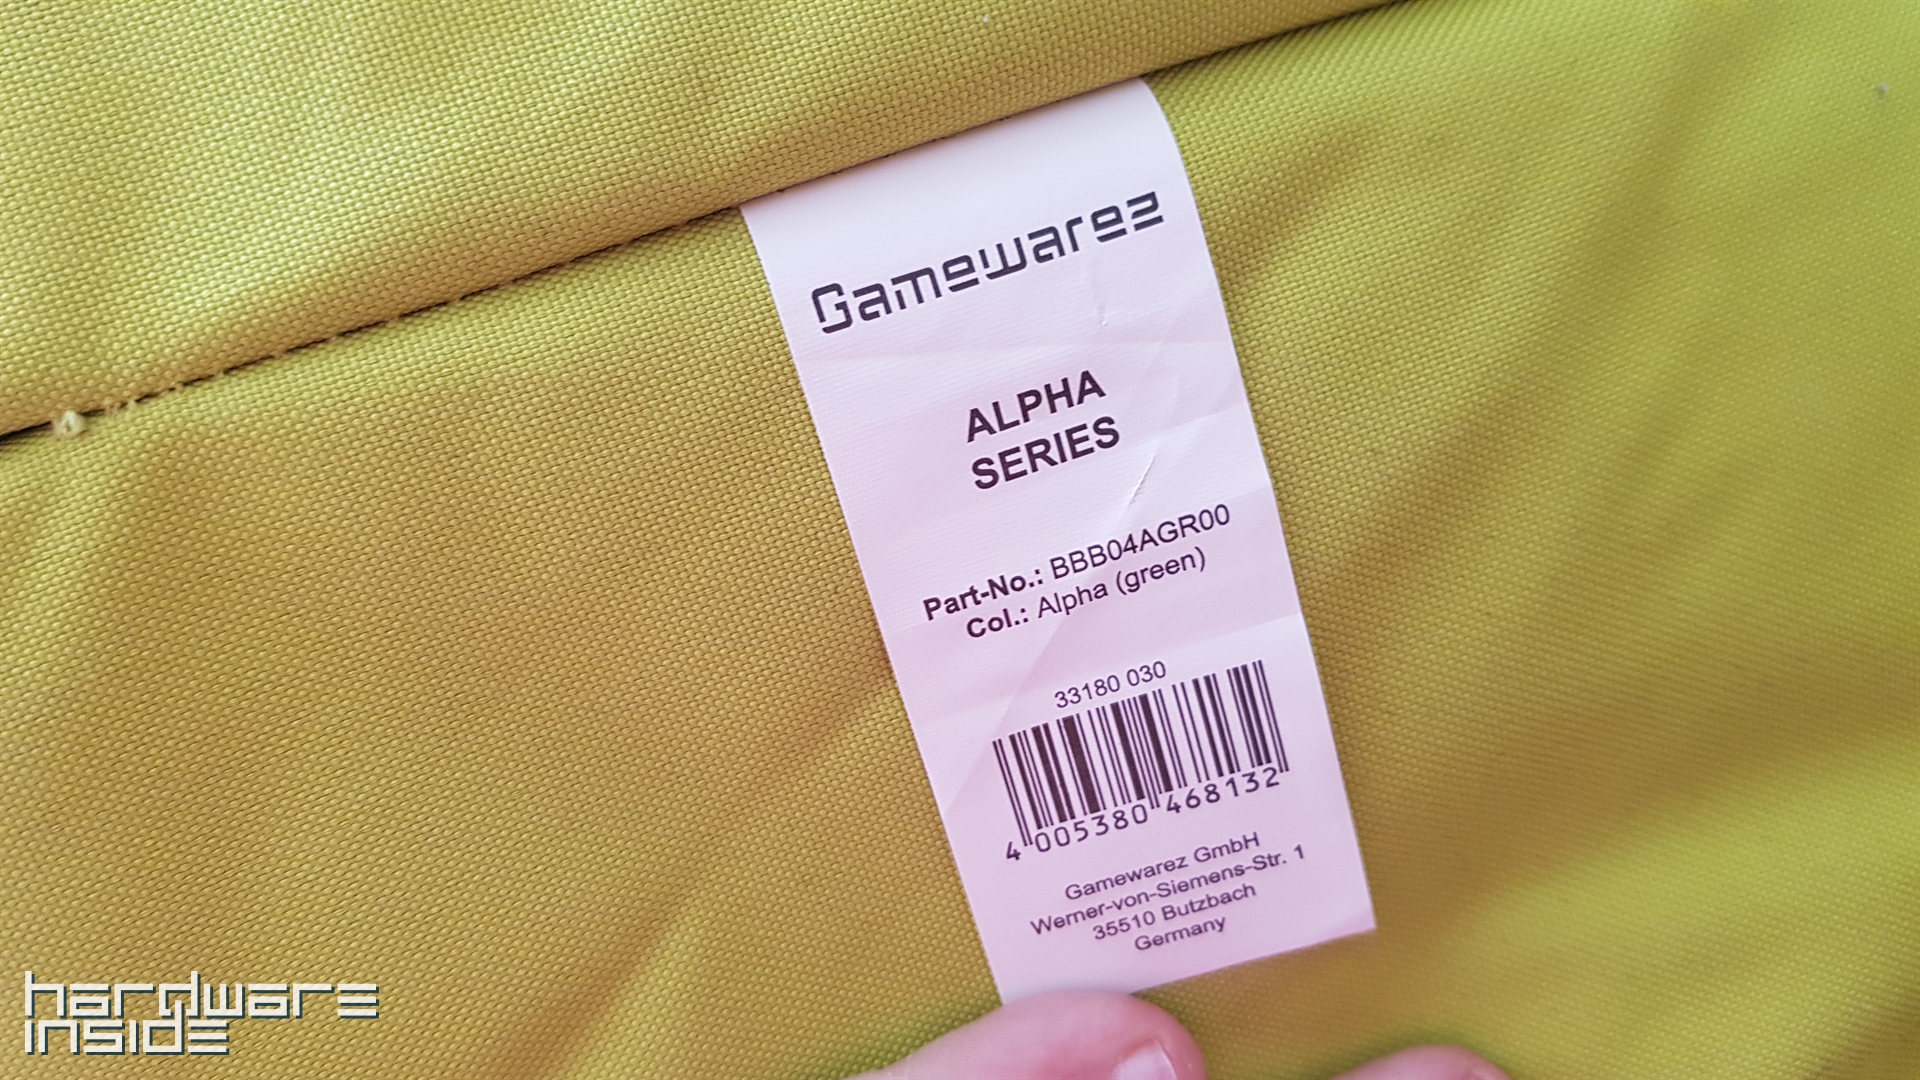 Gamewarez
ALPHA
SERIES
Part-No.: BBB04AGR00
Col.: Alpha (green)
33180 030
4 005380 468132
Gamewarez GmbH
Werner-von-Siemens-Str. 1
35510 Butzbach
Germany
hardware
inside